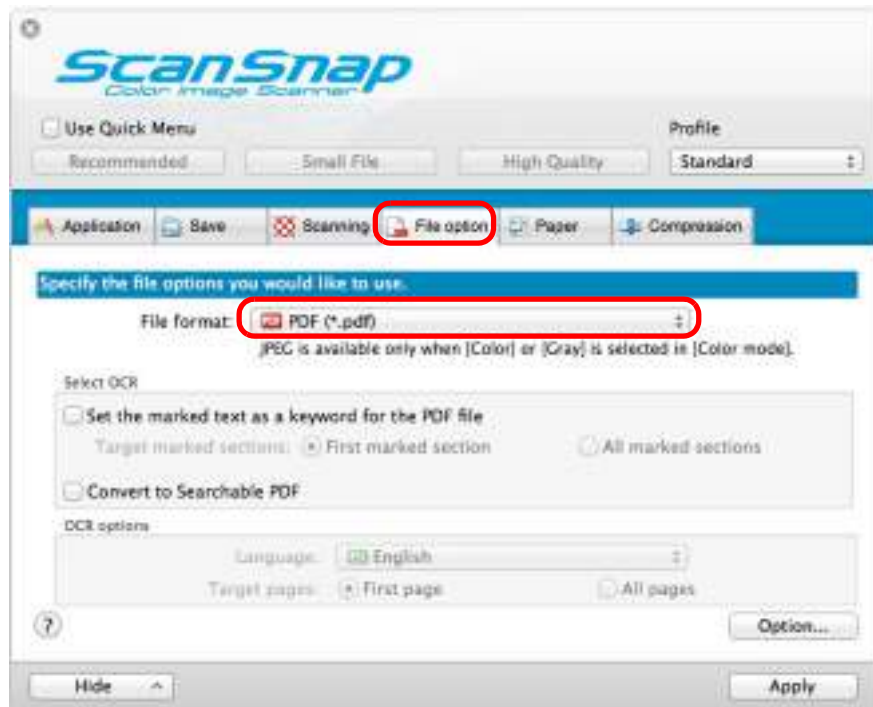 ScanSnap
Color Image Scanner
Use Quick Menu
Profile
Recommended Small File High Quality Standard
Application Save Scanning File option Paper Compression
Specify the file options you would like to use.
File format: PDF (*.pdf)
JPEG is available only when [Color] or [Gray] is selected in [Color mode].
Select OCR
Set the marked text as a keyword for the PDF file
Target marked sections: First marked section All marked sections
Convert to Searchable PDF
OCR options
Language: English
Target pages: First page All pages
?
Option...
Hide Apply